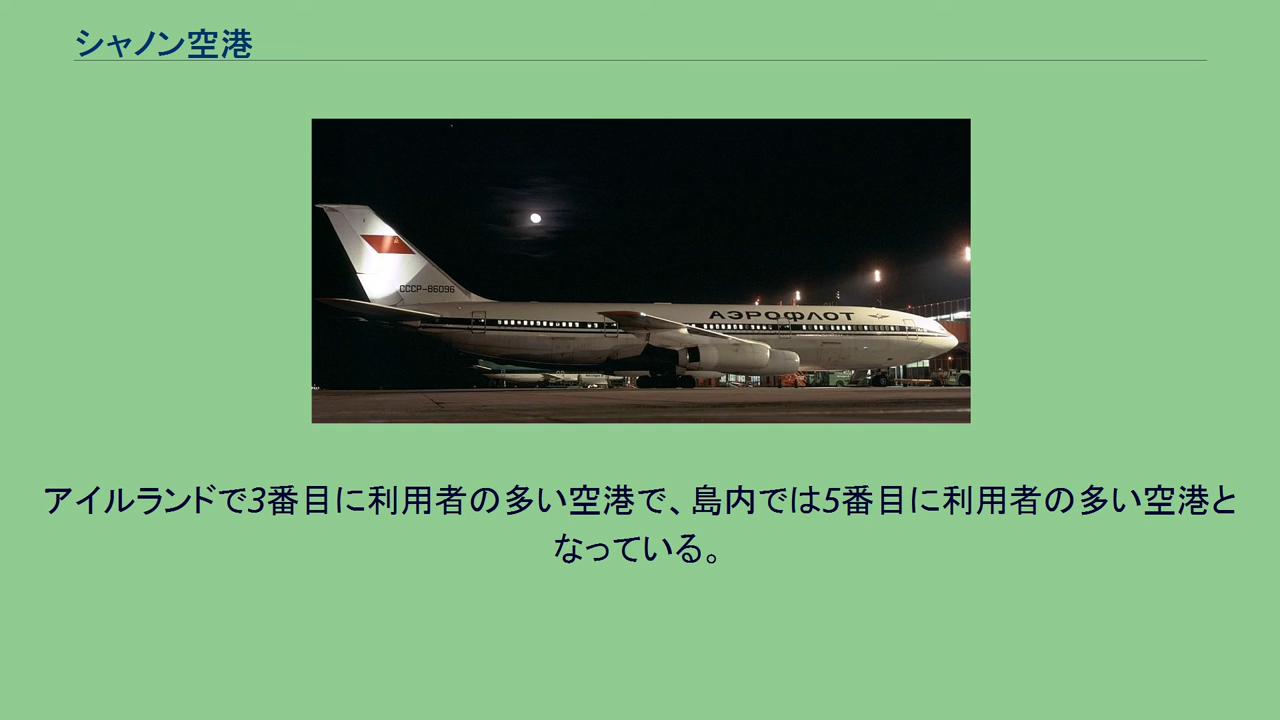 シャノン空港
CCCP-86096
АЭРОФЛОТ
アイルランドで3番目に利用者の多い空港で、島内では5番目に利用者の多い空港と
なっている。